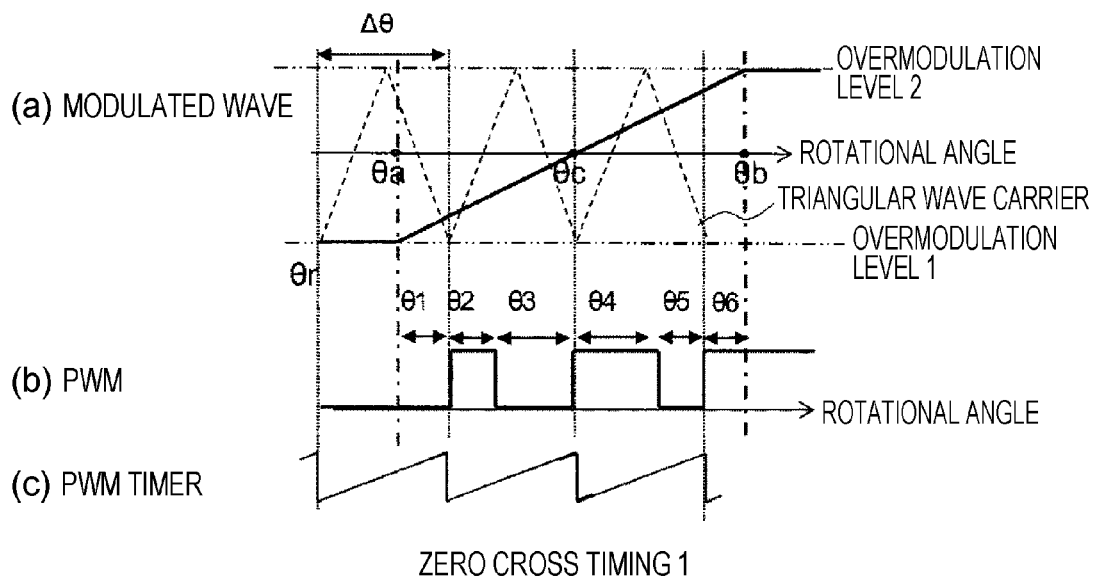 Δθ
OVERMODULATION
LEVEL 2
(a) MODULATED WAVE
ROTATIONAL ANGLE
θa
θc
θb
TRIANGULAR WAVE CARRIER
OVERMODULATION
LEVEL 1
θr
θ1 θ2 θ3 θ4 θ5 θ6
(b) PWM
ROTATIONAL ANGLE
(c) PWM TIMER
ZERO CROSS TIMING 1